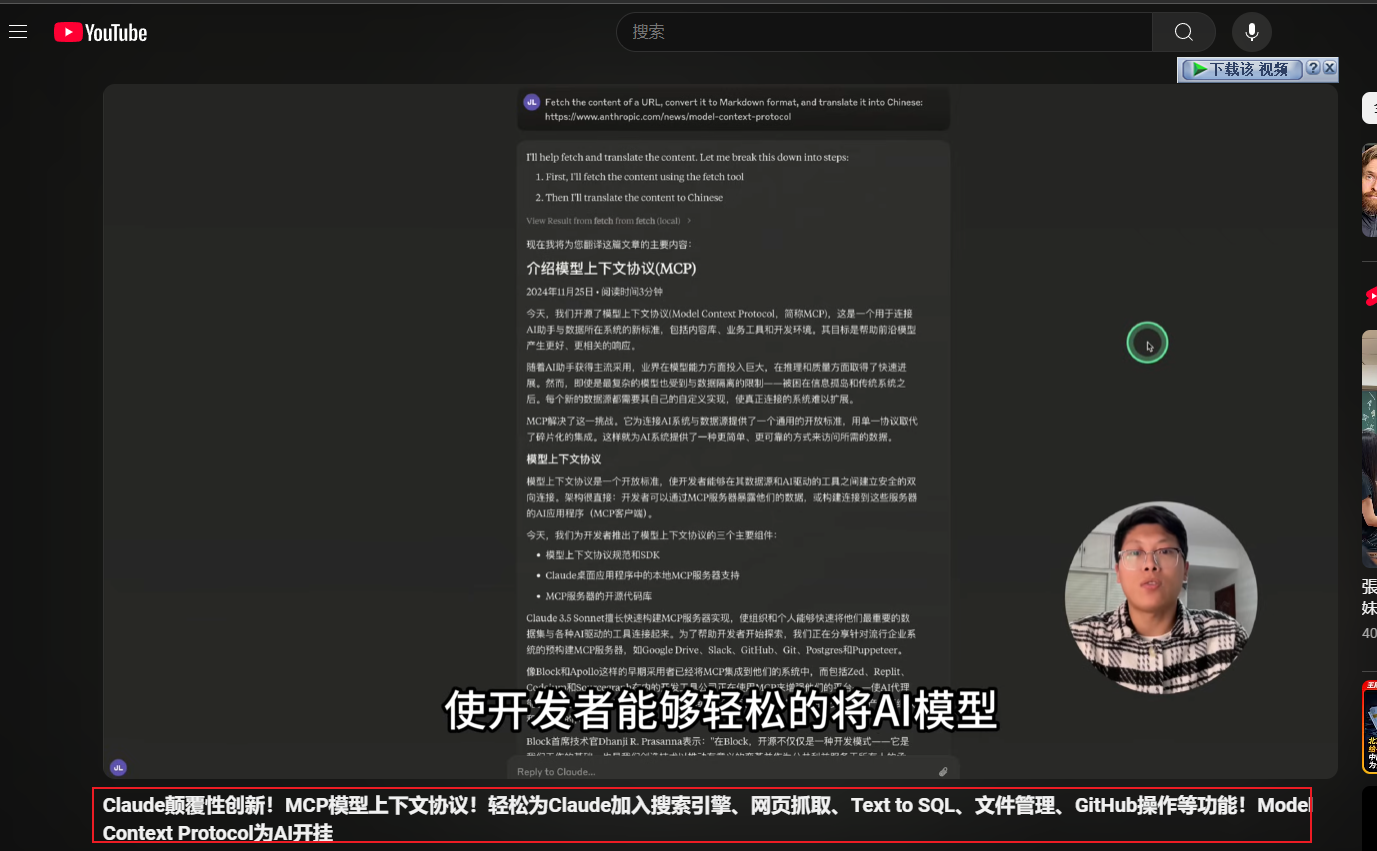 YouTube
搜索
下载该 视频
JL
Fetch the content of a URL, convert it to Markdown format, and translate it into Chinese:
https://www.anthropic.com/news/model-context-protocol
I'll help fetch and translate the content. Let me break this down into steps:
1. First, I'll fetch the content using the fetch tool
2. Then I'll translate the content to Chinese
View Result from fetch from fetch (local)
现在我将为您翻译这篇文章的主要内容：
介绍模型上下文协议(MCP)
2024年11月25日 • 阅读时间3分钟
今天，我们开源了模型上下文协议(Model Context Protocol，简称MCP)，这是一个用于连接
AI助手与数据所在系统的新标准，包括内容库、业务工具和开发环境。其目标是帮助前沿模型
产生更好、更相关的响应。
随着AI助手获得主流采用，业界在模型能力方面投入巨大，在推理和质量方面取得了快速进
展。然而，即使是最复杂的模型也受到与数据隔离的限制——被困在信息孤岛和传统系统之
后。每个新的数据源都需要其自己的自定义实现，使真正连接的系统难以扩展。
MCP解决了这一挑战。它为连接AI系统与数据源提供了一个通用的开放标准，用单一协议取代
了碎片化的集成。这样就为AI系统提供了一种更简单、更可靠的方式来访问所需的数据。
模型上下文协议
模型上下文协议是一个开放标准，使开发者能够在其数据源和AI驱动的工具之间建立安全的双
向连接。架构很直接：开发者可以通过MCP服务器暴露他们的数据，或构建连接到这些服务器
的AI应用程序（MCP客户端）。
今天，我们为开发者推出了模型上下文协议的三个主要组件：
• 模型上下文协议规范和SDK
• Claude桌面应用程序中的本地MCP服务器支持
• MCP服务器的开源代码库
Claude 3.5 Sonnet擅长快速构建MCP服务器实现，使组织和个人能够快速将他们最重要的数
据集与各种AI驱动的工具连接起来。为了帮助开发者开始探索，我们正在分享针对流行企业系
统的预构建MCP服务器，如Google Drive、Slack、GitHub、Git、Postgres和Puppeteer。
像Block和Apollo这样的早期采用者已经将MCP集成到他们的系统中，而包括Zed、Replit、
使开发者能够轻松的将AI模型
Block首席技术官Dhanji R. Prasanna表示："在Block，开源不仅仅是一种开发模式——它是
Reply to Claude...
JL
Claude颠覆性创新！MCP模型上下文协议！轻松为Claude加入搜索引擎、网页抓取、Text to SQL、文件管理、GitHub操作等功能！Model
Context Protocol为AI开挂
張
妹
40